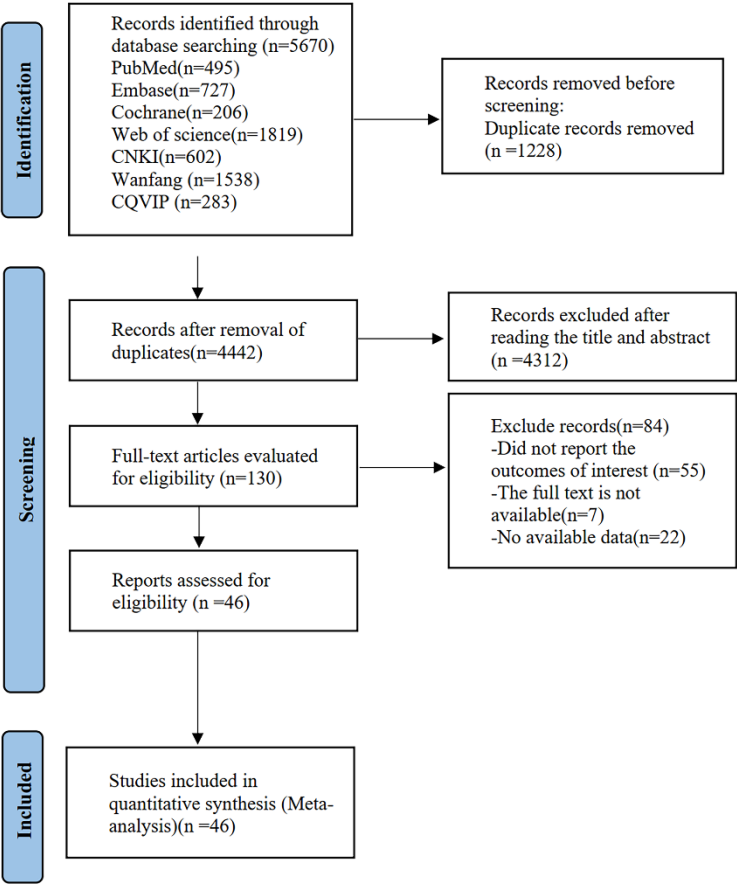 Identification
Records identified through
database searching (n=5670)
PubMed(n=495)
Embase(n=727)
Cochrane(n=206)
Web of science(n=1819)
CNKI(n=602)
Wanfang (n=1538)
CQVIP (n=283)
Records removed before
screening:
Duplicate records removed
(n =1228)
Screening
Records after removal of
duplicates(n=4442)
Records excluded after
reading the title and abstract
(n =4312)
Full-text articles evaluated
for eligibility (n=130)
Exclude records(n=84)
-Did not report the
outcomes of interest (n=55)
-The full text is not
available(n=7)
-No available data(n=22)
Reports assessed for
eligibility (n =46)
Included
Studies included in
quantitative synthesis (Meta-
analysis)(n =46)